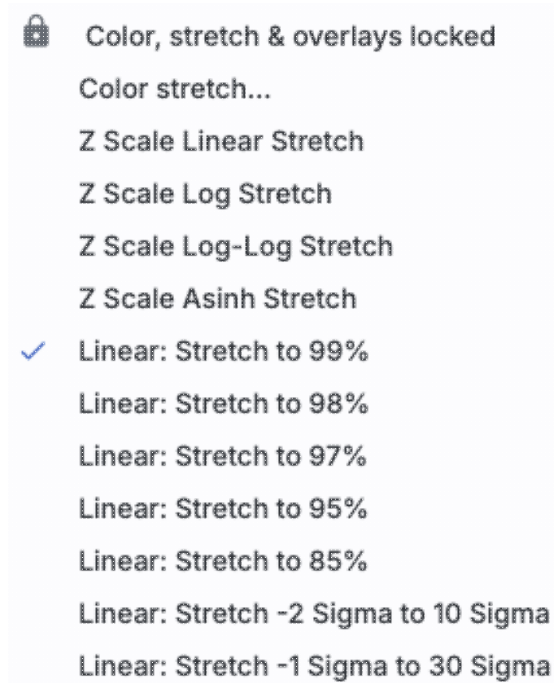 Color, stretch & overlays locked
Color stretch...
Z Scale Linear Stretch
Z Scale Log Stretch
Z Scale Log-Log Stretch
Z Scale Asinh Stretch
Linear: Stretch to 99%
Linear: Stretch to 98%
Linear: Stretch to 97%
Linear: Stretch to 95%
Linear: Stretch to 85%
Linear: Stretch -2 Sigma to 10 Sigma
Linear: Stretch -1 Sigma to 30 Sigma